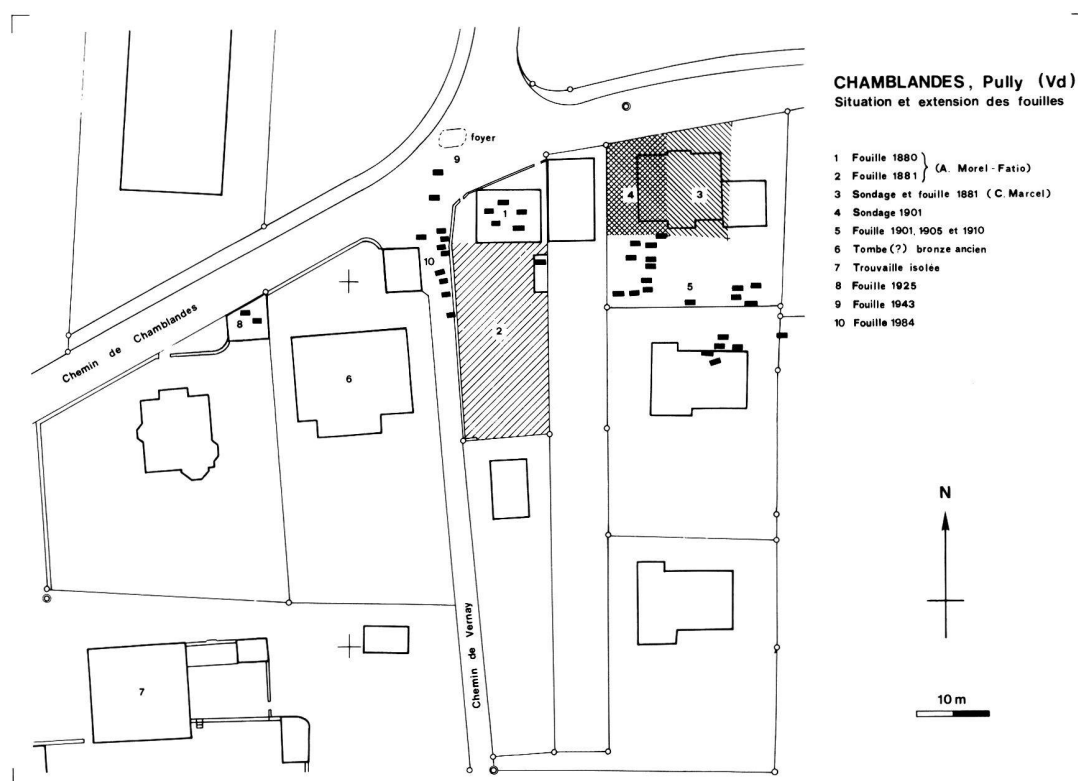 CHAMBLANDES, Pully (Vd)
Situation et extension des fouilles
1 Fouille 1880
2 Fouille 1881
(A. Morel-Fatio)
3 Sondage et fouille 1881 (C. Marcel)
4 Sondage 1901
5 Fouille 1901, 1905 et 1910
6 Tombe (?) bronze ancien
7 Trouvaille isolée
8 Fouille 1925
9 Fouille 1943
10 Fouille 1984
foyer
9
1
4
3
10
5
8
2
6
Chemin de Chamblandes
7
Chemin de Vernay
N
10 m